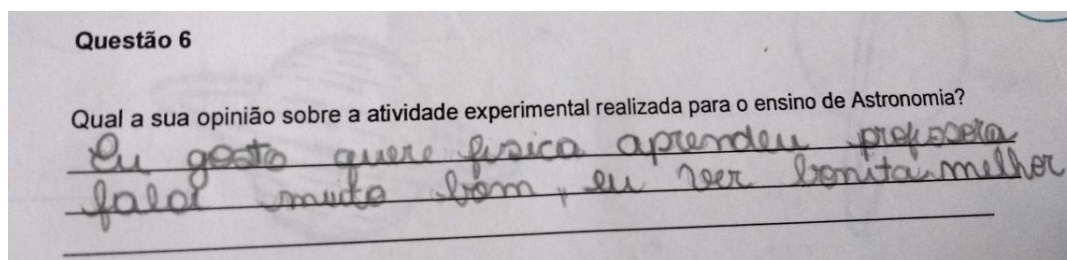 Questão 6
Qual a sua opinião sobre a atividade experimental realizada para o ensino de Astronomia?
Eu gosto quere fisica aprendeu professora
falol muito bom, eu ver bonita melhor